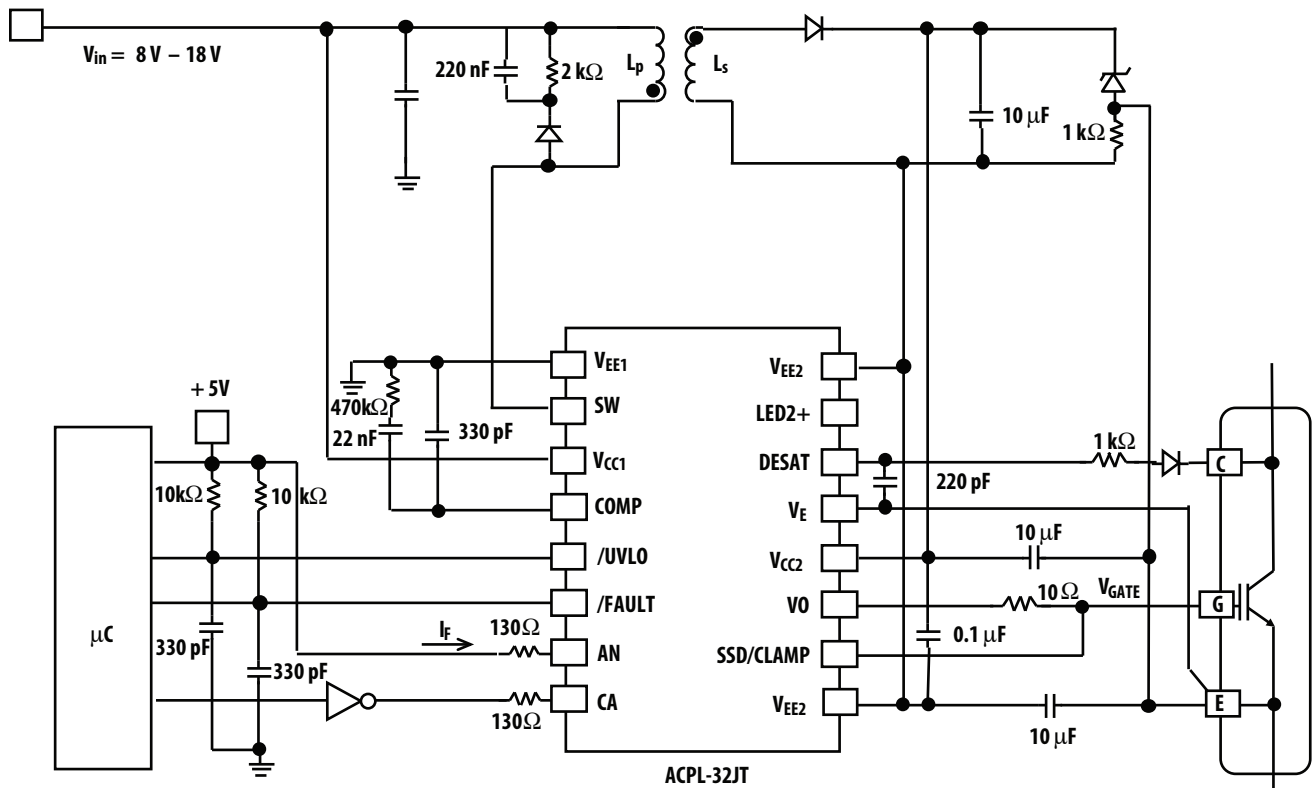 Vin = 8 V – 18 V
220 nF
2 kΩ
Lp
Ls
10 μF
1 kΩ
VEE1
SW
VCC1
COMP
/UVLO
/FAULT
AN
CA
VEE2
LED2+
DESAT
VE
VCC2
VO
SSD/CLAMP
VEE2
ACPL-32JT
470kΩ
22 nF
330 pF
+ 5V
10kΩ
10 kΩ
μC
330 pF
330 pF
IF
130Ω
130Ω
1 kΩ
220 pF
10 μF
10 Ω
VGATE
0.1 μF
10 μF
C
G
E